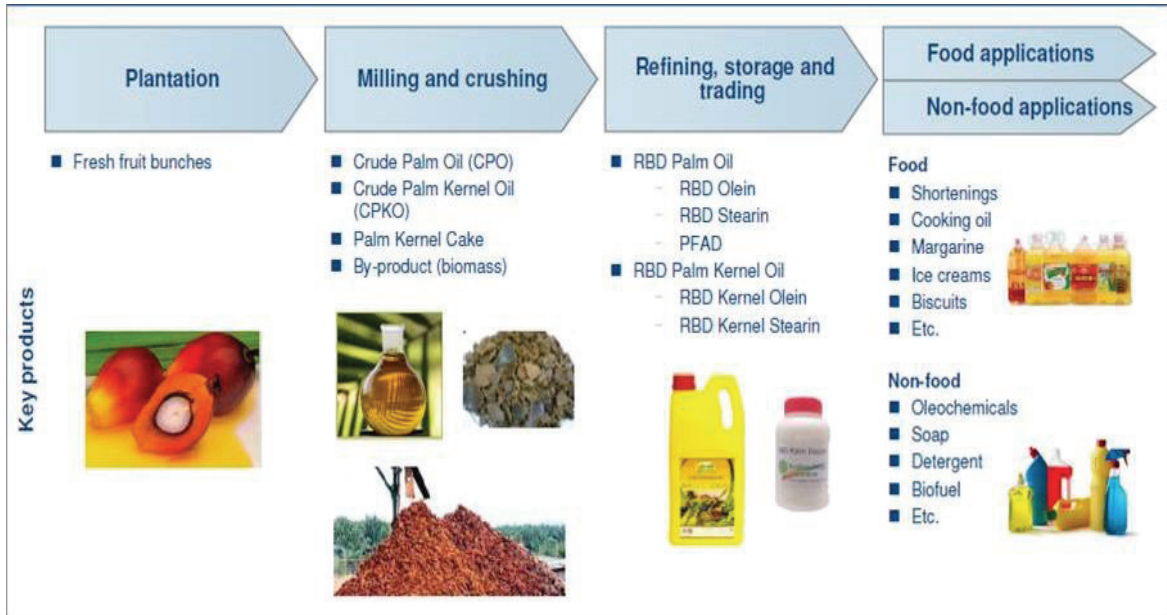 Plantation
Milling and crushing
Refining, storage and
trading
Food applications
Non-food applications
Key products
■ Fresh fruit bunches
■ Crude Palm Oil (CPO)
■ Crude Palm Kernel Oil
(CPKO)
■ Palm Kernel Cake
■ By-product (biomass)
■ RBD Palm Oil
- RBD Olein
- RBD Stearin
- PFAD
■ RBD Palm Kernel Oil
- RBD Kernel Olein
- RBD Kernel Stearin
Food
■ Shortenings
■ Cooking oil
■ Margarine
■ Ice creams
■ Biscuits
■ Etc.
Non-food
■ Oleochemicals
■ Soap
■ Detergent
■ Biofuel
■ Etc.